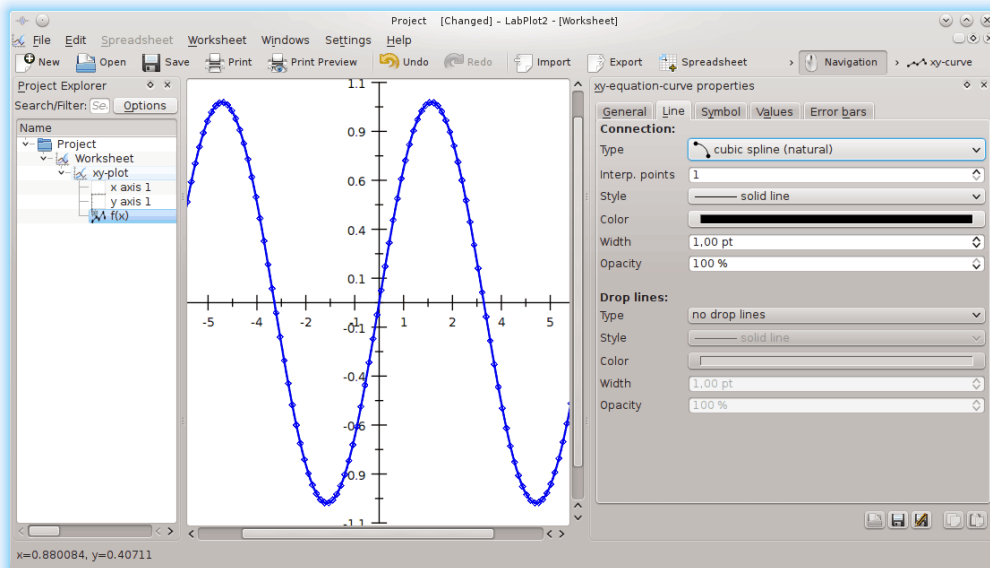 Project [Changed] – LabPlot2 - [Worksheet]
File Edit Spreadsheet Worksheet Windows Settings Help
New Open Save Print Print Preview Undo Redo Import Export Spreadsheet Navigation xy-curve
Project Explorer
Search/Filter: Se. Options
Name
Project
Worksheet
xy-plot
x axis 1
y axis 1
f(x)
1.1
0.9
0.6
0.4
0.1
-5 -4 -2 -1 1 2 4 5
-0.1
-0.4
-0.6
-0.9
-1.1
xy-equation-curve properties
General Line Symbol Values Error bars
Connection:
Type cubic spline (natural)
Interp. points 1
Style solid line
Color
Width 1,00 pt
Opacity 100 %
Drop lines:
Type no drop lines
Style solid line
Color
Width 1,00 pt
Opacity 100 %
x=0.880084, y=0.40711